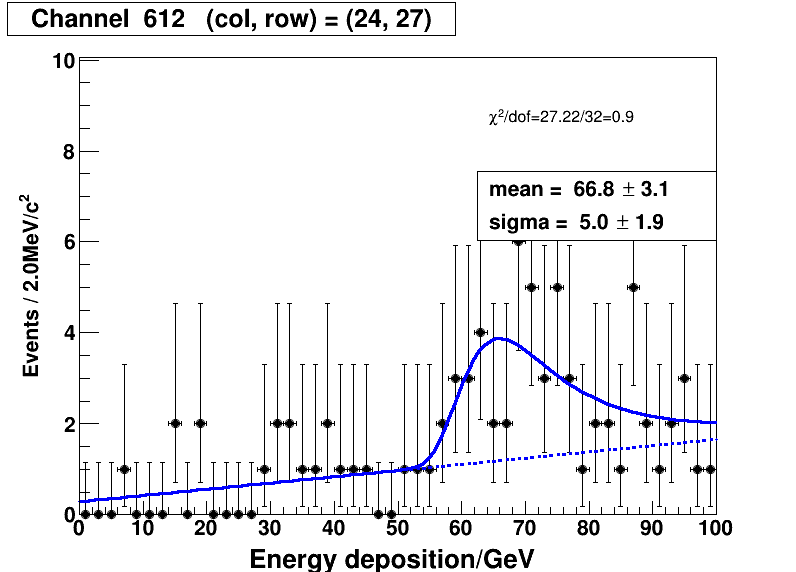 Channel 612 (col, row) = (24, 27)
χ²/dof=27.22/32=0.9
mean = 66.8 ± 3.1
sigma = 5.0 ± 1.9
Events / 2.0MeV/c²
10
8
6
4
2
0
0 10 20 30 40 50 60 70 80 90 100
Energy deposition/GeV